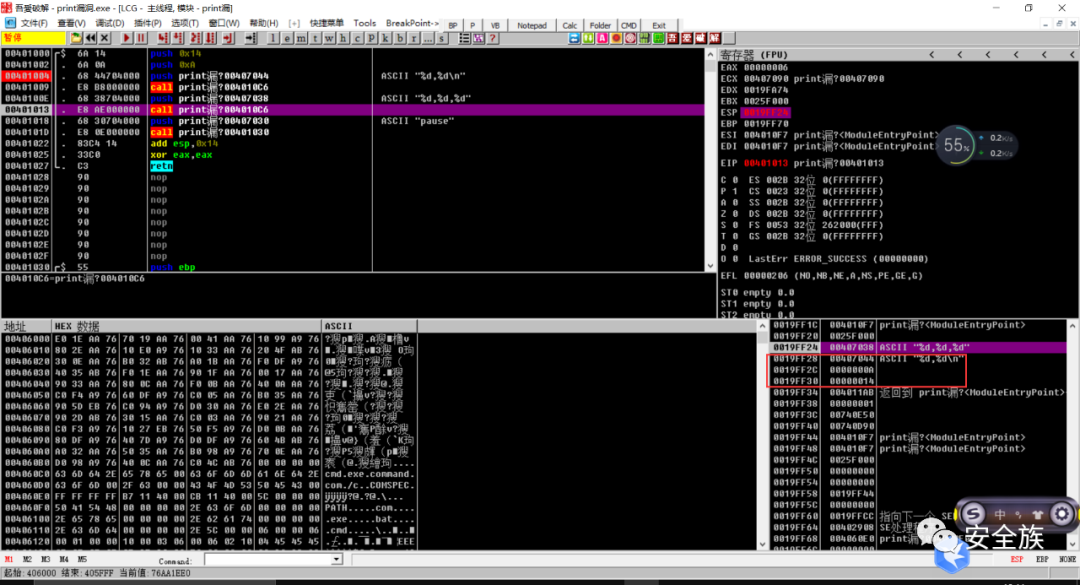 吾爱破解 - print漏洞.exe - [LCG - 主线程, 模块 - print漏]
文件(F) 查看(V) 调试(D) 插件(P) 选项(T) 窗口(W) 帮助(H) [+] 快捷菜单 Tools BreakPoint-> BP P VB Notepad Calc Folder CMD Exit
暂停 l e m t w h c p k b r ... s
00401000 6A 14 push 0x14
00401002 6A 0A push 0xA
00401004 68 44704000 push print漏?00407044 ASCII "%d,%d\n"
00401009 E8 B8000000 call print漏?004010C6
0040100E 68 38704000 push print漏?00407038 ASCII "%d,%d,%d"
00401013 E8 AE000000 call print漏?004010C6
00401018 68 30704000 push print漏?00407030 ASCII "pause"
0040101D E8 0E000000 call print漏?00401030
00401022 83C4 14 add esp,0x14
00401025 33C0 xor eax,eax
00401027 C3 retn
00401028 90 nop
00401029 90 nop
0040102A 90 nop
0040102B 90 nop
0040102C 90 nop
0040102D 90 nop
0040102E 90 nop
0040102F 90 nop
00401030 55 push ebp
004010C6=print漏?004010C6
寄存器 (FPU)
EAX 00000006
ECX 00407090 print漏?00407090
EDX 0019FA74
EBX 0025F000
ESP 0019FF24
EBP 0019FF70
ESI 004010F7 print漏?<ModuleEntryPoint>
EDI 004010F7 print漏?<ModuleEntryPoint>
EIP 00401013 print漏?00401013
C 0 ES 002B 32位 0(FFFFFFFF)
P 1 CS 0023 32位 0(FFFFFFFF)
A 0 SS 002B 32位 0(FFFFFFFF)
Z 0 DS 002B 32位 0(FFFFFFFF)
S 0 FS 0053 32位 262000(FFF)
T 0 GS 002B 32位 0(FFFFFFFF)
D 0
O 0 LastErr ERROR_SUCCESS (00000000)
EFL 00000206 (NO,NB,NE,A,NS,PE,GE,G)
ST0 empty 0.0
ST1 empty 0.0
ST2 empty 0.0
55%
0.2K/s
0.2K/s
地址 HEX 数据 ASCII
00406000 E0 1E AA 76 70 19 AA 76 00 41 AA 76 10 99 A9 76
00406010 80 2E AA 76 10 E0 A9 76 10 33 AA 76 20 4F AB 76
00406020 30 0E AA 76 B0 32 AB 76 A0 18 AA 76 F0 DF A9 76
00406030 40 35 AB 76 F0 1E AA 76 90 1F AA 76 00 17 AA 76
00406040 90 33 AA 76 80 0C AA 76 F0 0B AA 76 40 0A AA 76
00406050 C0 F4 A9 76 60 DF A9 76 C0 05 AA 76 B0 35 AA 76
00406060 90 5D EB 76 C0 94 A9 76 D0 30 AA 76 E0 2E AA 76
00406070 90 2D AB 76 30 15 AA 76 C0 03 AA 76 90 21 AA 76
00406080 C0 F3 A9 76 10 27 EB 76 50 F5 A9 76 D0 0B AA 76
00406090 80 DF A9 76 40 7D A9 76 D0 DF A9 76 60 4B AB 76
004060A0 A0 32 AA 76 50 35 AA 76 B0 98 A9 76 70 0E AA 76
004060B0 D0 98 A9 76 40 0C AA 76 C0 4C AB 76 00 00 00 00
004060C0 63 6D 64 2E 65 78 65 00 63 6F 6D 6D 61 6E 64 2E cmd.exe.command.
004060D0 63 6F 6D 00 2F 63 00 00 43 4F 4D 53 50 45 43 00 com./c..COMSPEC.
004060E0 FF FF FF FF B7 11 40 00 CB 11 40 00 5C 00 00 00
004060F0 50 41 54 48 00 00 00 00 2E 63 6F 6D 00 00 00 00 PATH.....com....
00406100 2E 65 78 65 00 00 00 00 2E 62 61 74 00 00 00 00 .exe.....bat....
00406110 2E 63 6D 64 00 00 00 00 2E 5C 00 00 06 00 00 06
00406120 00 01 00 00 10 00 03 06 00 06 02 10 04 45 45 45
0019FF1C 004010F7 print漏?<ModuleEntryPoint>
0019FF20 0025F000
0019FF24 00407038 ASCII "%d,%d,%d"
0019FF28 00407044 ASCII "%d,%d\n"
0019FF2C 0000000A
0019FF30 00000014
0019FF34 004011AB 返回到 print漏?<ModuleEntryPoint>
0019FF38 00000001
0019FF3C 00740E50
0019FF40 00740D90
0019FF44 004010F7 print漏?<ModuleEntryPoint>
0019FF48 004010F7 print漏?<ModuleEntryPoint>
0019FF4C 0025F000
0019FF50 00000000
0019FF54 00000000
0019FF58 0019FF44
0019FF5C 00000000
0019FF60 0019FFCC 指向下一个 SE
0019FF64 00402908 SE处理程
0019FF68 004060E0 print漏
中
安全族
M1 M2 M3 M4 M5 Command: ESP EBP NONE
起始:406000 结束:405FFF 当前值:76AA1EE0